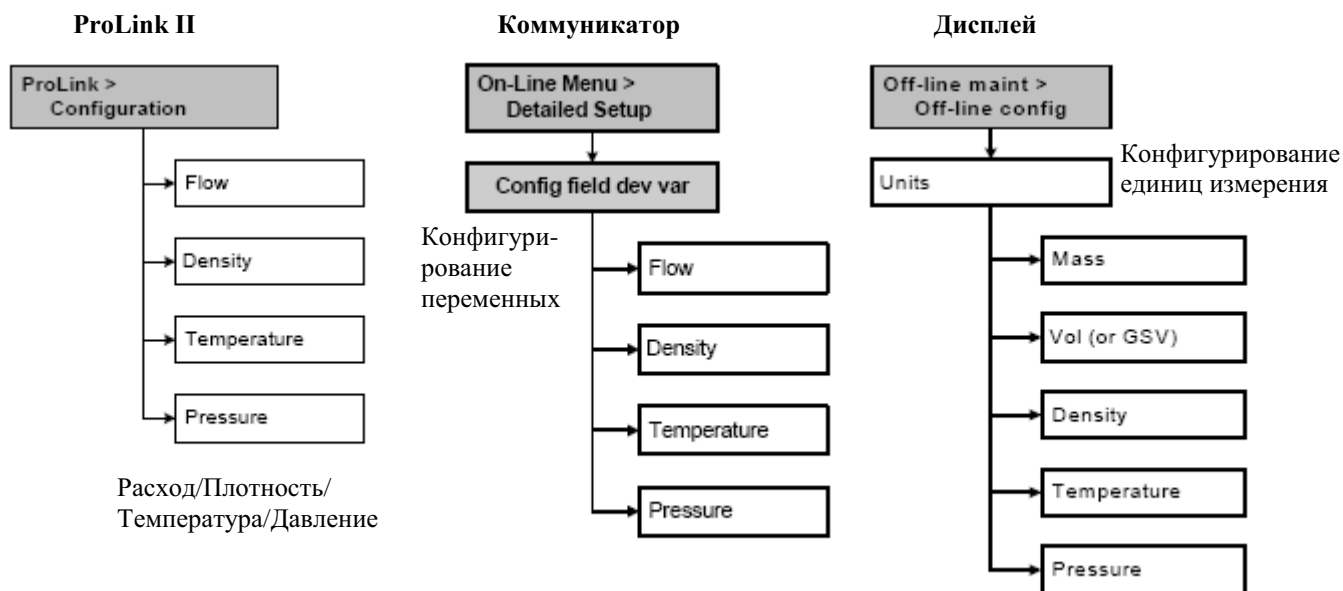 ProLink II
ProLink >
Configuration
Flow
Density
Temperature
Pressure
Расход/Плотность/
Температура/Давление
Коммуникатор
On-Line Menu >
Detailed Setup
Config field dev var
Конфигури-
рование
переменных
Flow
Density
Temperature
Pressure
Дисплей
Off-line maint >
Off-line config
Units
Конфигурирование
единиц измерения
Mass
Vol (or GSV)
Density
Temperature
Pressure